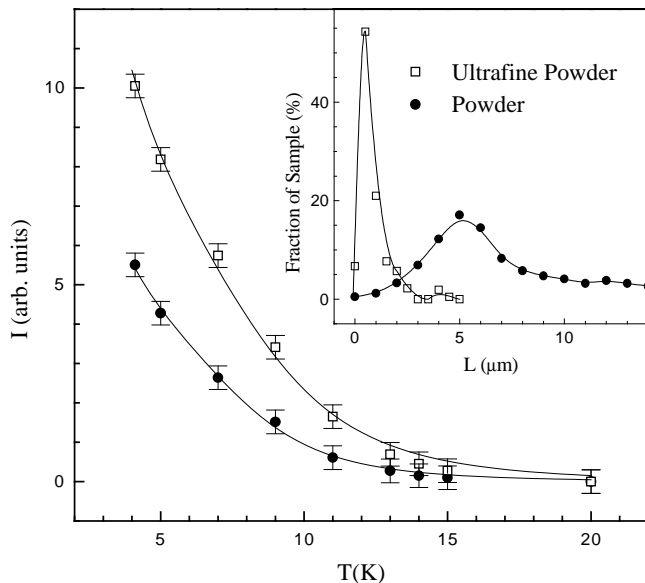 Ultrafine Powder
Powder
Fraction of Sample (%)
40
20
0
0
5
10
L (µm)
I (arb. units)
10
5
0
5
10
15
20
T(K)